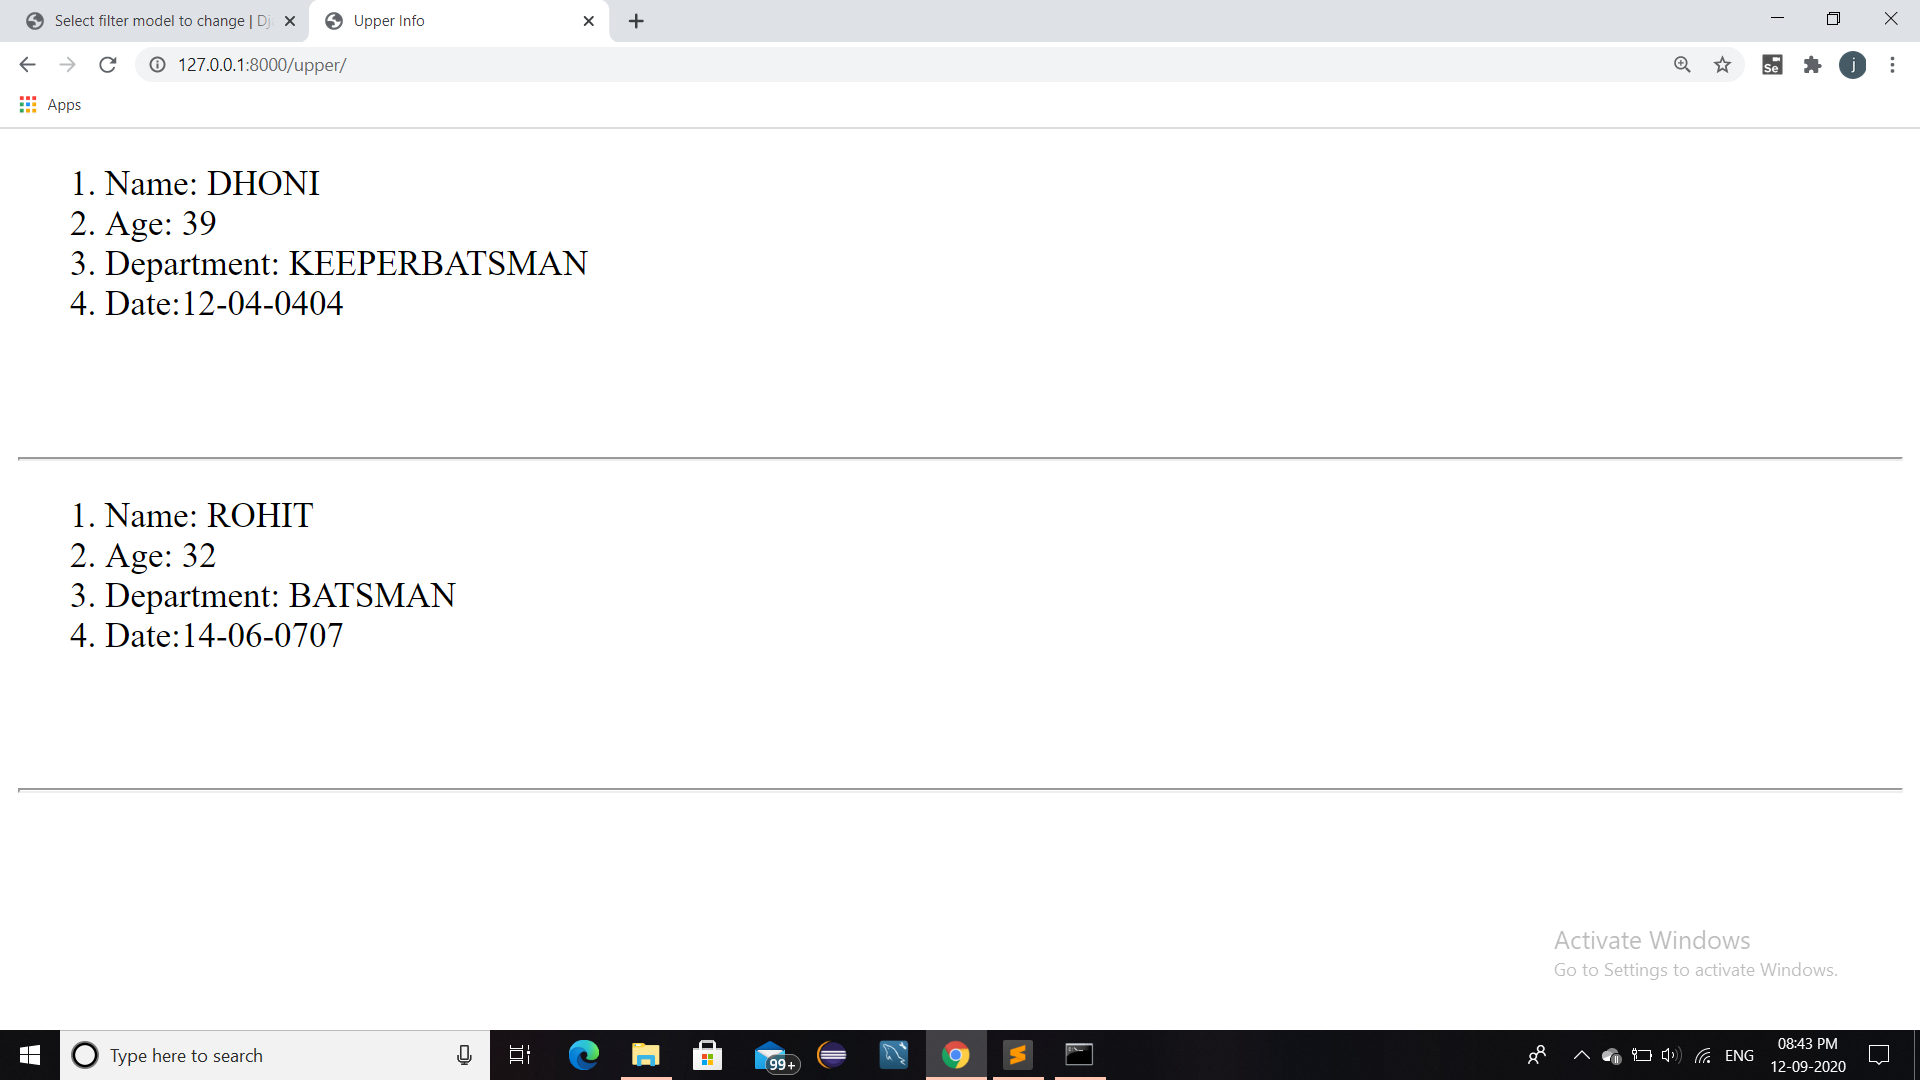 Select filter model to change | Dj
Upper Info
127.0.0.1:8000/upper/
Se
j
Apps
1. Name: DHONI
2. Age: 39
3. Department: KEEPERBATSMAN
4. Date:12-04-0404
1. Name: ROHIT
2. Age: 32
3. Department: BATSMAN
4. Date:14-06-0707
Activate Windows
Go to Settings to activate Windows.
Type here to search
99+
ENG
08:43 PM
12-09-2020